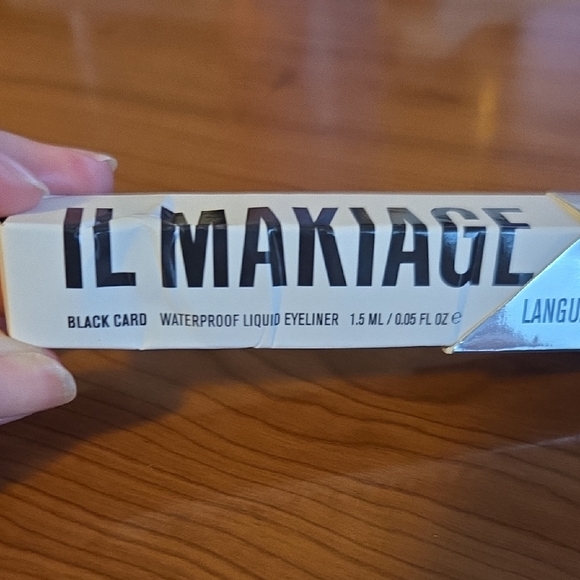 IL MAKIAGE
BLACK CARD WATERPROOF LIQUID EYELINER 1.5 ML / 0.05 FL OZ ℮